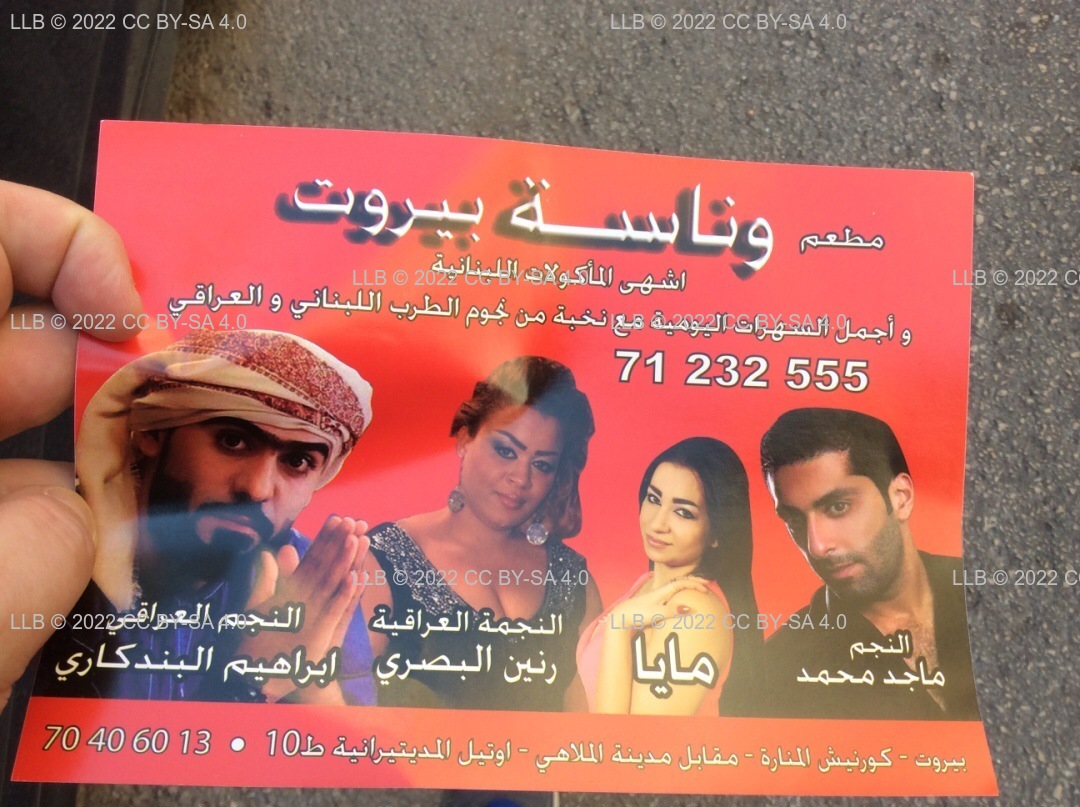 LLB © 2022 CC BY-SA 4.0
مطعم وناسة بيروت
اشهى المأكولات اللبنانية
و أجمل السهرات اليومية مع نخبة من نجوم الطرب اللبناني و العراقي
71 232 555
النجم
ماجد محمد
مايا
النجمة العراقية
رنين البصري
النجم العراقي
ابراهيم البندكاري
بيروت - كورنيش المنارة - مقابل مدينة الملاهي - اوتيل المديتيرانية ط10 • 70 40 60 13